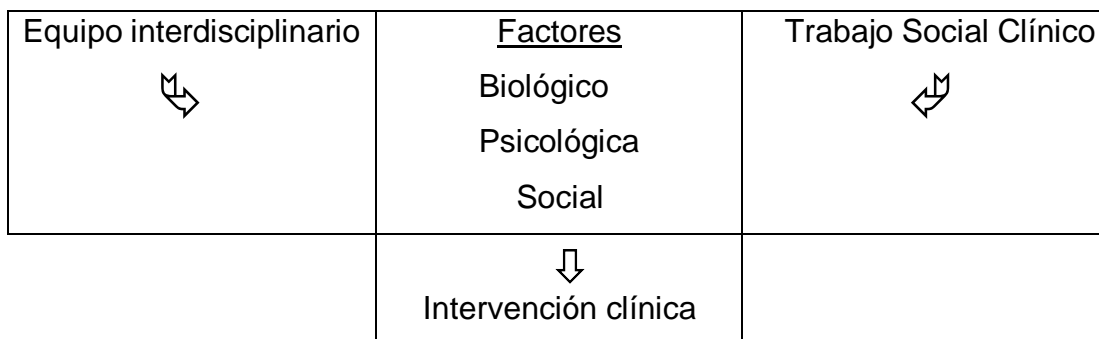 Equipo interdisciplinario
Factores
Biológico
Psicológica
Social
Trabajo Social Clínico
Intervención clínica